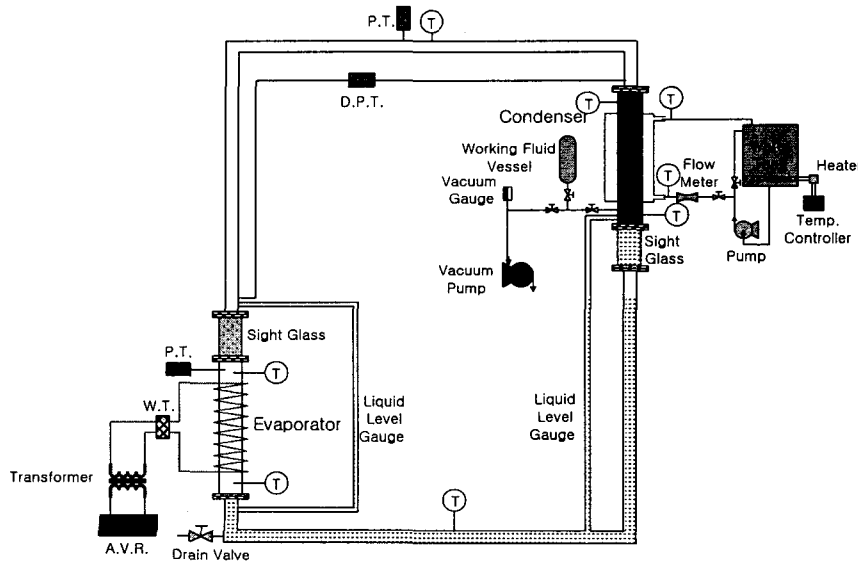 P.T.
T
D.P.T.
Condenser
T
T
Working Fluid
Vessel
Vacuum
Gauge
T
Flow
Meter
Heater
T
Temp.
Controller
Sight
Glass
Pump
Vacuum
Pump
Sight Glass
P.T.
T
W.T.
Evaporator
Liquid
Level
Gauge
Liquid
Level
Gauge
Transformer
T
T
A.V.R.
Drain Valve